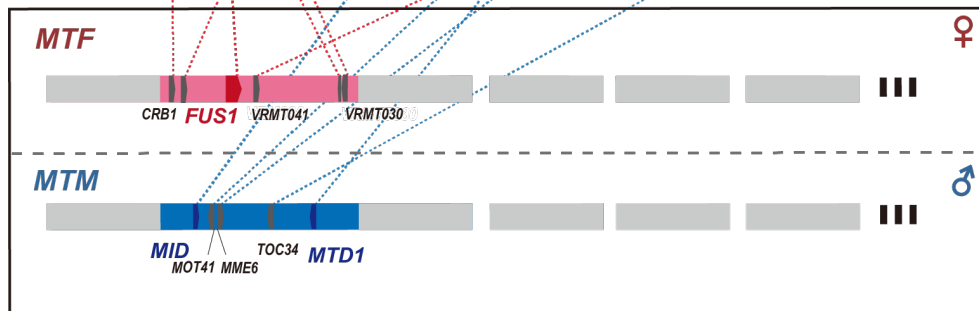 MTF ♀
CRB1 FUS1 VRMT041 VRMT030
MTM ♂
MID MOT41 MME6 TOC34 MTD1